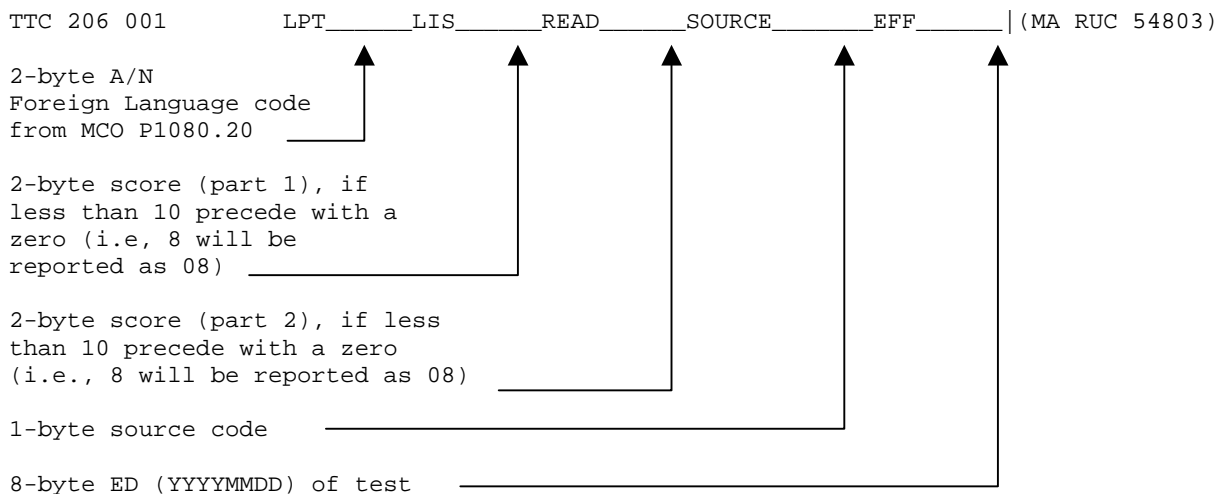 TTC 206 001 LPT______LIS______READ______SOURCE_______EFF______|(MA RUC 54803)
2-byte A/N
Foreign Language code
from MCO P1080.20
2-byte score (part 1), if
less than 10 precede with a
zero (i.e, 8 will be
reported as 08)
2-byte score (part 2), if less
than 10 precede with a zero
(i.e., 8 will be reported as 08)
1-byte source code
8-byte ED (YYYYMMDD) of test